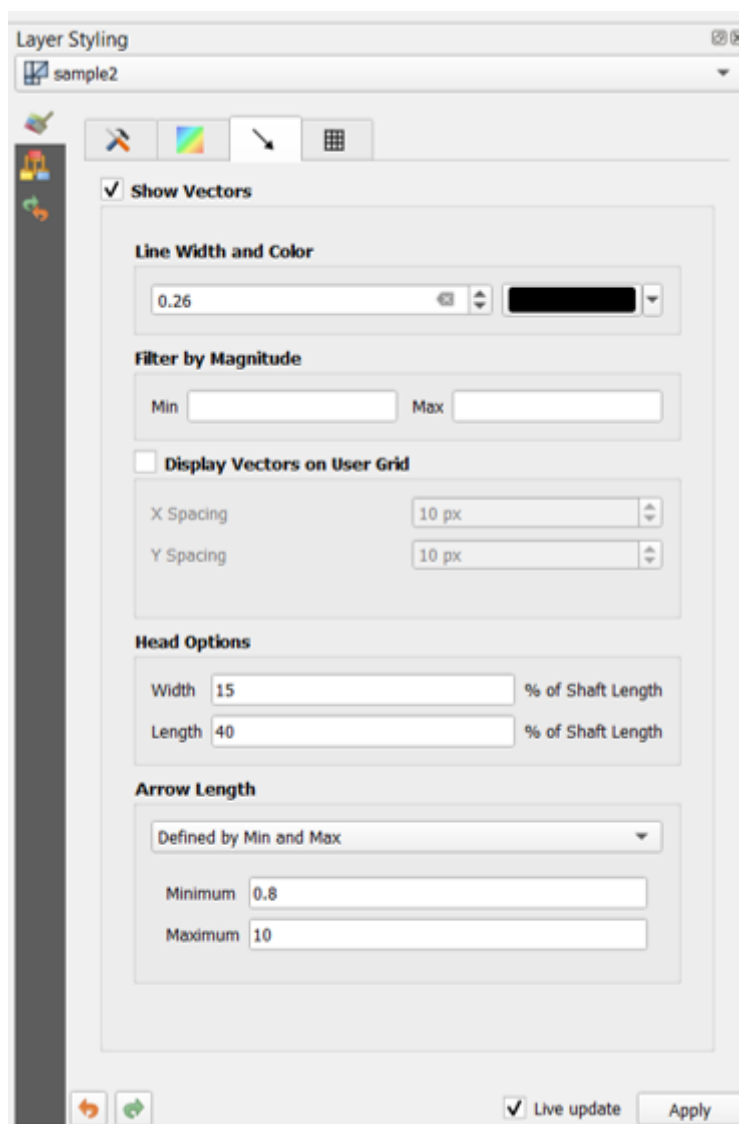 Layer Styling
sample2
Show Vectors
Line Width and Color
0.26
Filter by Magnitude
Min Max
Display Vectors on User Grid
X Spacing 10 px
Y Spacing 10 px
Head Options
Width 15 % of Shaft Length
Length 40 % of Shaft Length
Arrow Length
Defined by Min and Max
Minimum 0.8
Maximum 10
Live update Apply